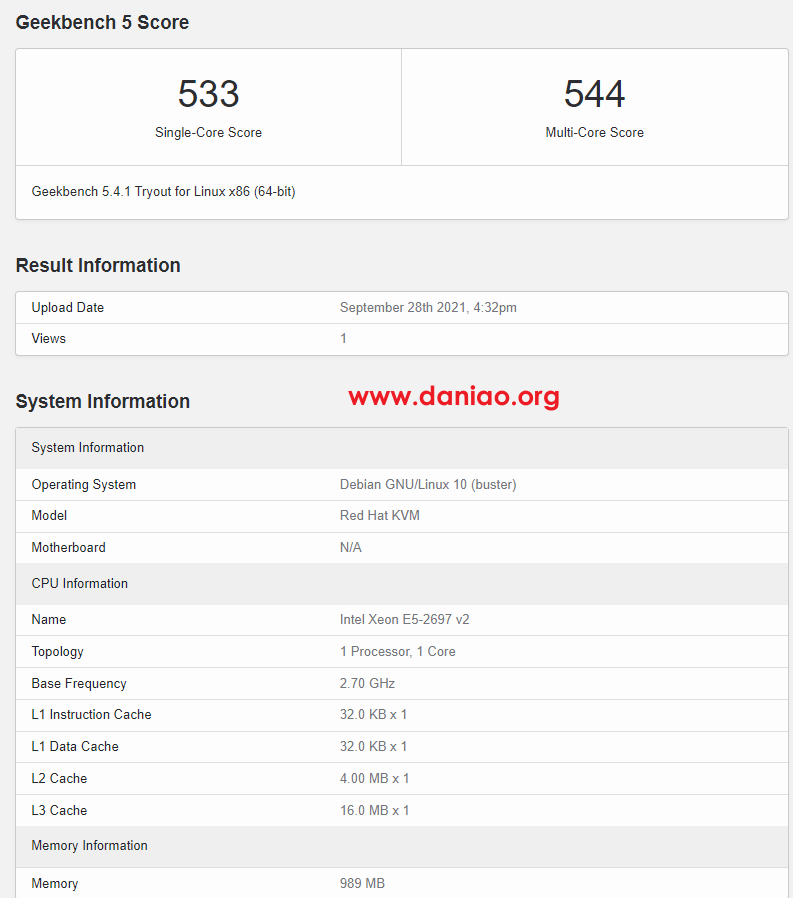 Geekbench 5 Score
533 544
Single-Core Score Multi-Core Score
Geekbench 5.4.1 Tryout for Linux x86 (64-bit)
Result Information
Upload Date September 28th 2021, 4:32pm
Views 1
System Information www.daniao.org
System Information
Operating System Debian GNU/Linux 10 (buster)
Model Red Hat KVM
Motherboard N/A
CPU Information
Name Intel Xeon E5-2697 v2
Topology 1 Processor, 1 Core
Base Frequency 2.70 GHz
L1 Instruction Cache 32.0 KB x 1
L1 Data Cache 32.0 KB x 1
L2 Cache 4.00 MB x 1
L3 Cache 16.0 MB x 1
Memory Information
Memory 989 MB